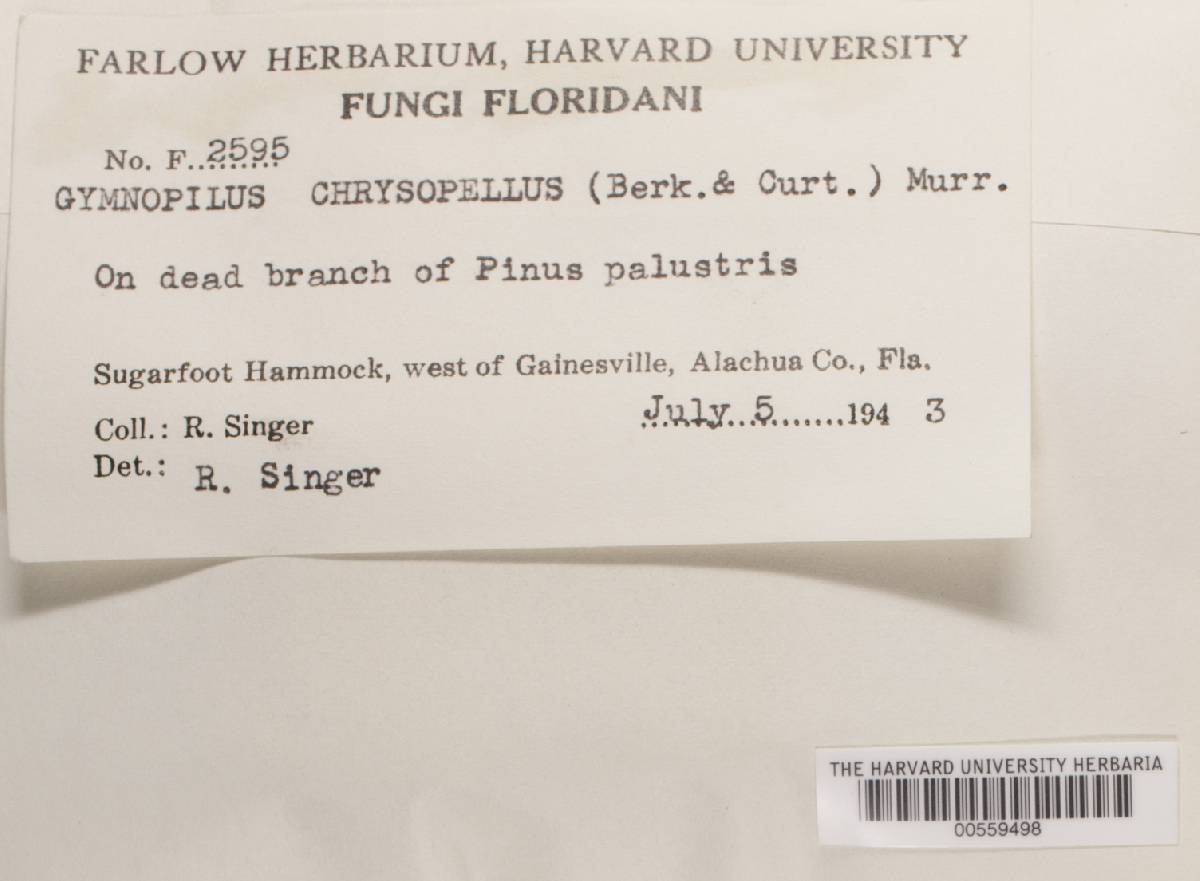 FARLOW HERBARIUM, HARVARD UNIVERSITY
FUNGI FLORIDANI
No. F..2595
GYMNOPILUS CHRYSOPELLUS (Berk.& Curt.) Murr.
On dead branch of Pinus palustris
Sugarfoot Hammock, west of Gainesville, Alachua Co., Fla.
Coll.: R. Singer
July 5.......194 3
Det.: R. Singer
THE HARVARD UNIVERSITY HERBARIA
00559498